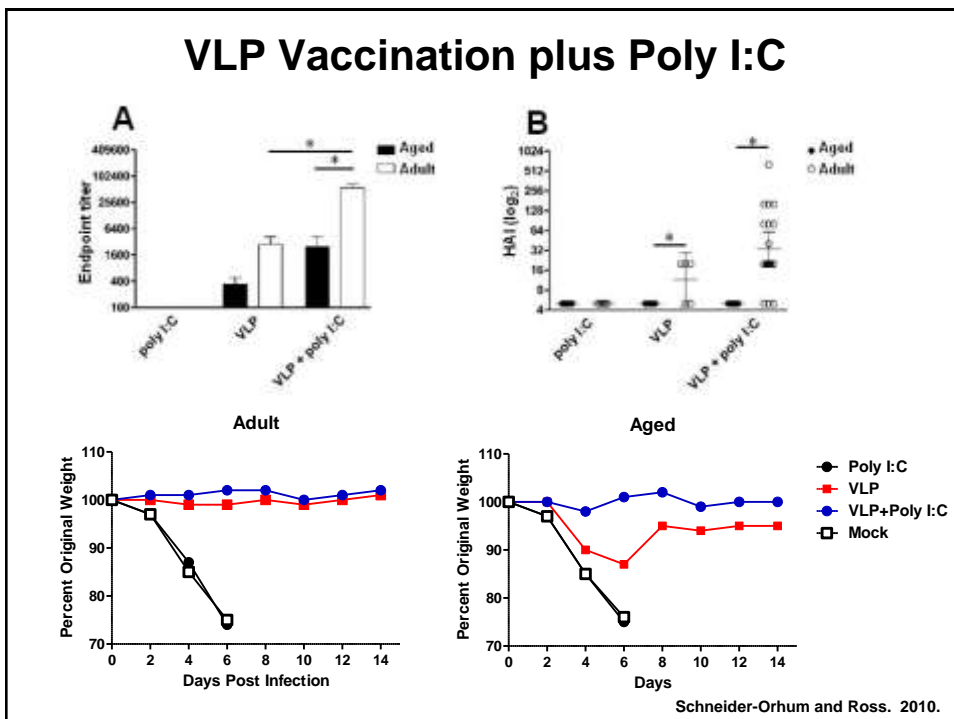 VLP Vaccination plus Poly I:C
A
Aged
Adult
Endpoint titer
409600
102400
25600
6400
1600
400
100
*
*
poly I:C
VLP
VLP + poly I:C
B
Aged
Adult
HAI (log2)
1024
512
256
128
64
32
16
8
4
*
*
poly I:C
VLP
VLP + poly I:C
Adult
Percent Original Weight
110
100
90
80
70
0 2 4 6 8 10 12 14
Days Post Infection
Aged
Percent Original Weight
110
100
90
80
70
0 2 4 6 8 10 12 14
Days
Poly I:C
VLP
VLP+Poly I:C
Mock
Schneider-Orhum and Ross. 2010.